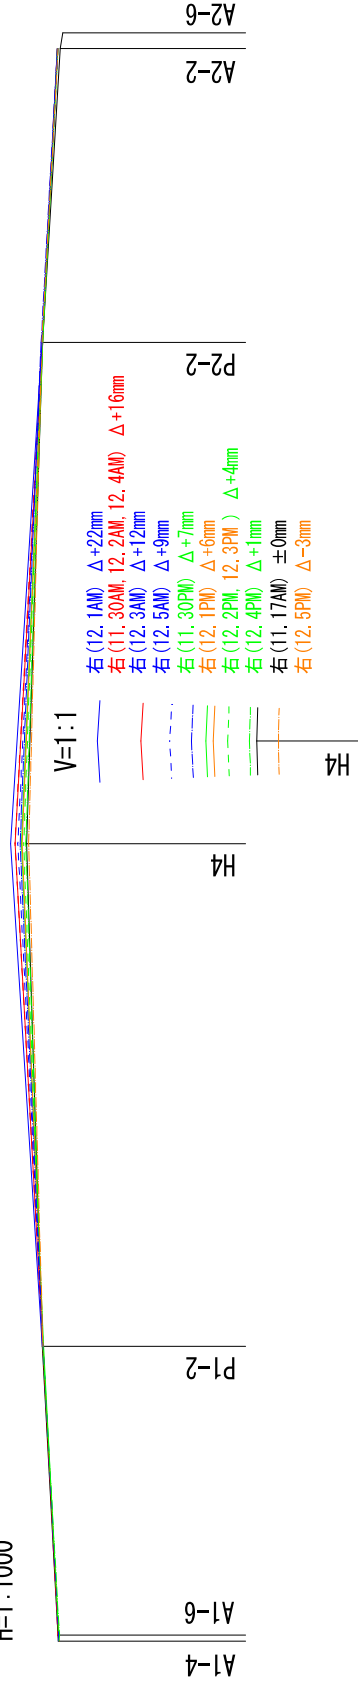 H=1:1000
V=1:1
右(12.1AM) Δ+22mm
右(11.30AM,12.2AM,12.4AM) Δ+16mm
右(12.3AM) Δ+12mm
右(12.5AM) Δ+9mm
右(11.30PM) Δ+7mm
右(12.1PM) Δ+6mm
右(12.2PM,12.3PM) Δ+4mm
右(12.4PM) Δ+1mm
右(11.17AM) ±0mm
右(12.5PM) Δ-3mm
H4
A1-4
A1-6
P1-2
H4
P2-2
A2-2
A2-6